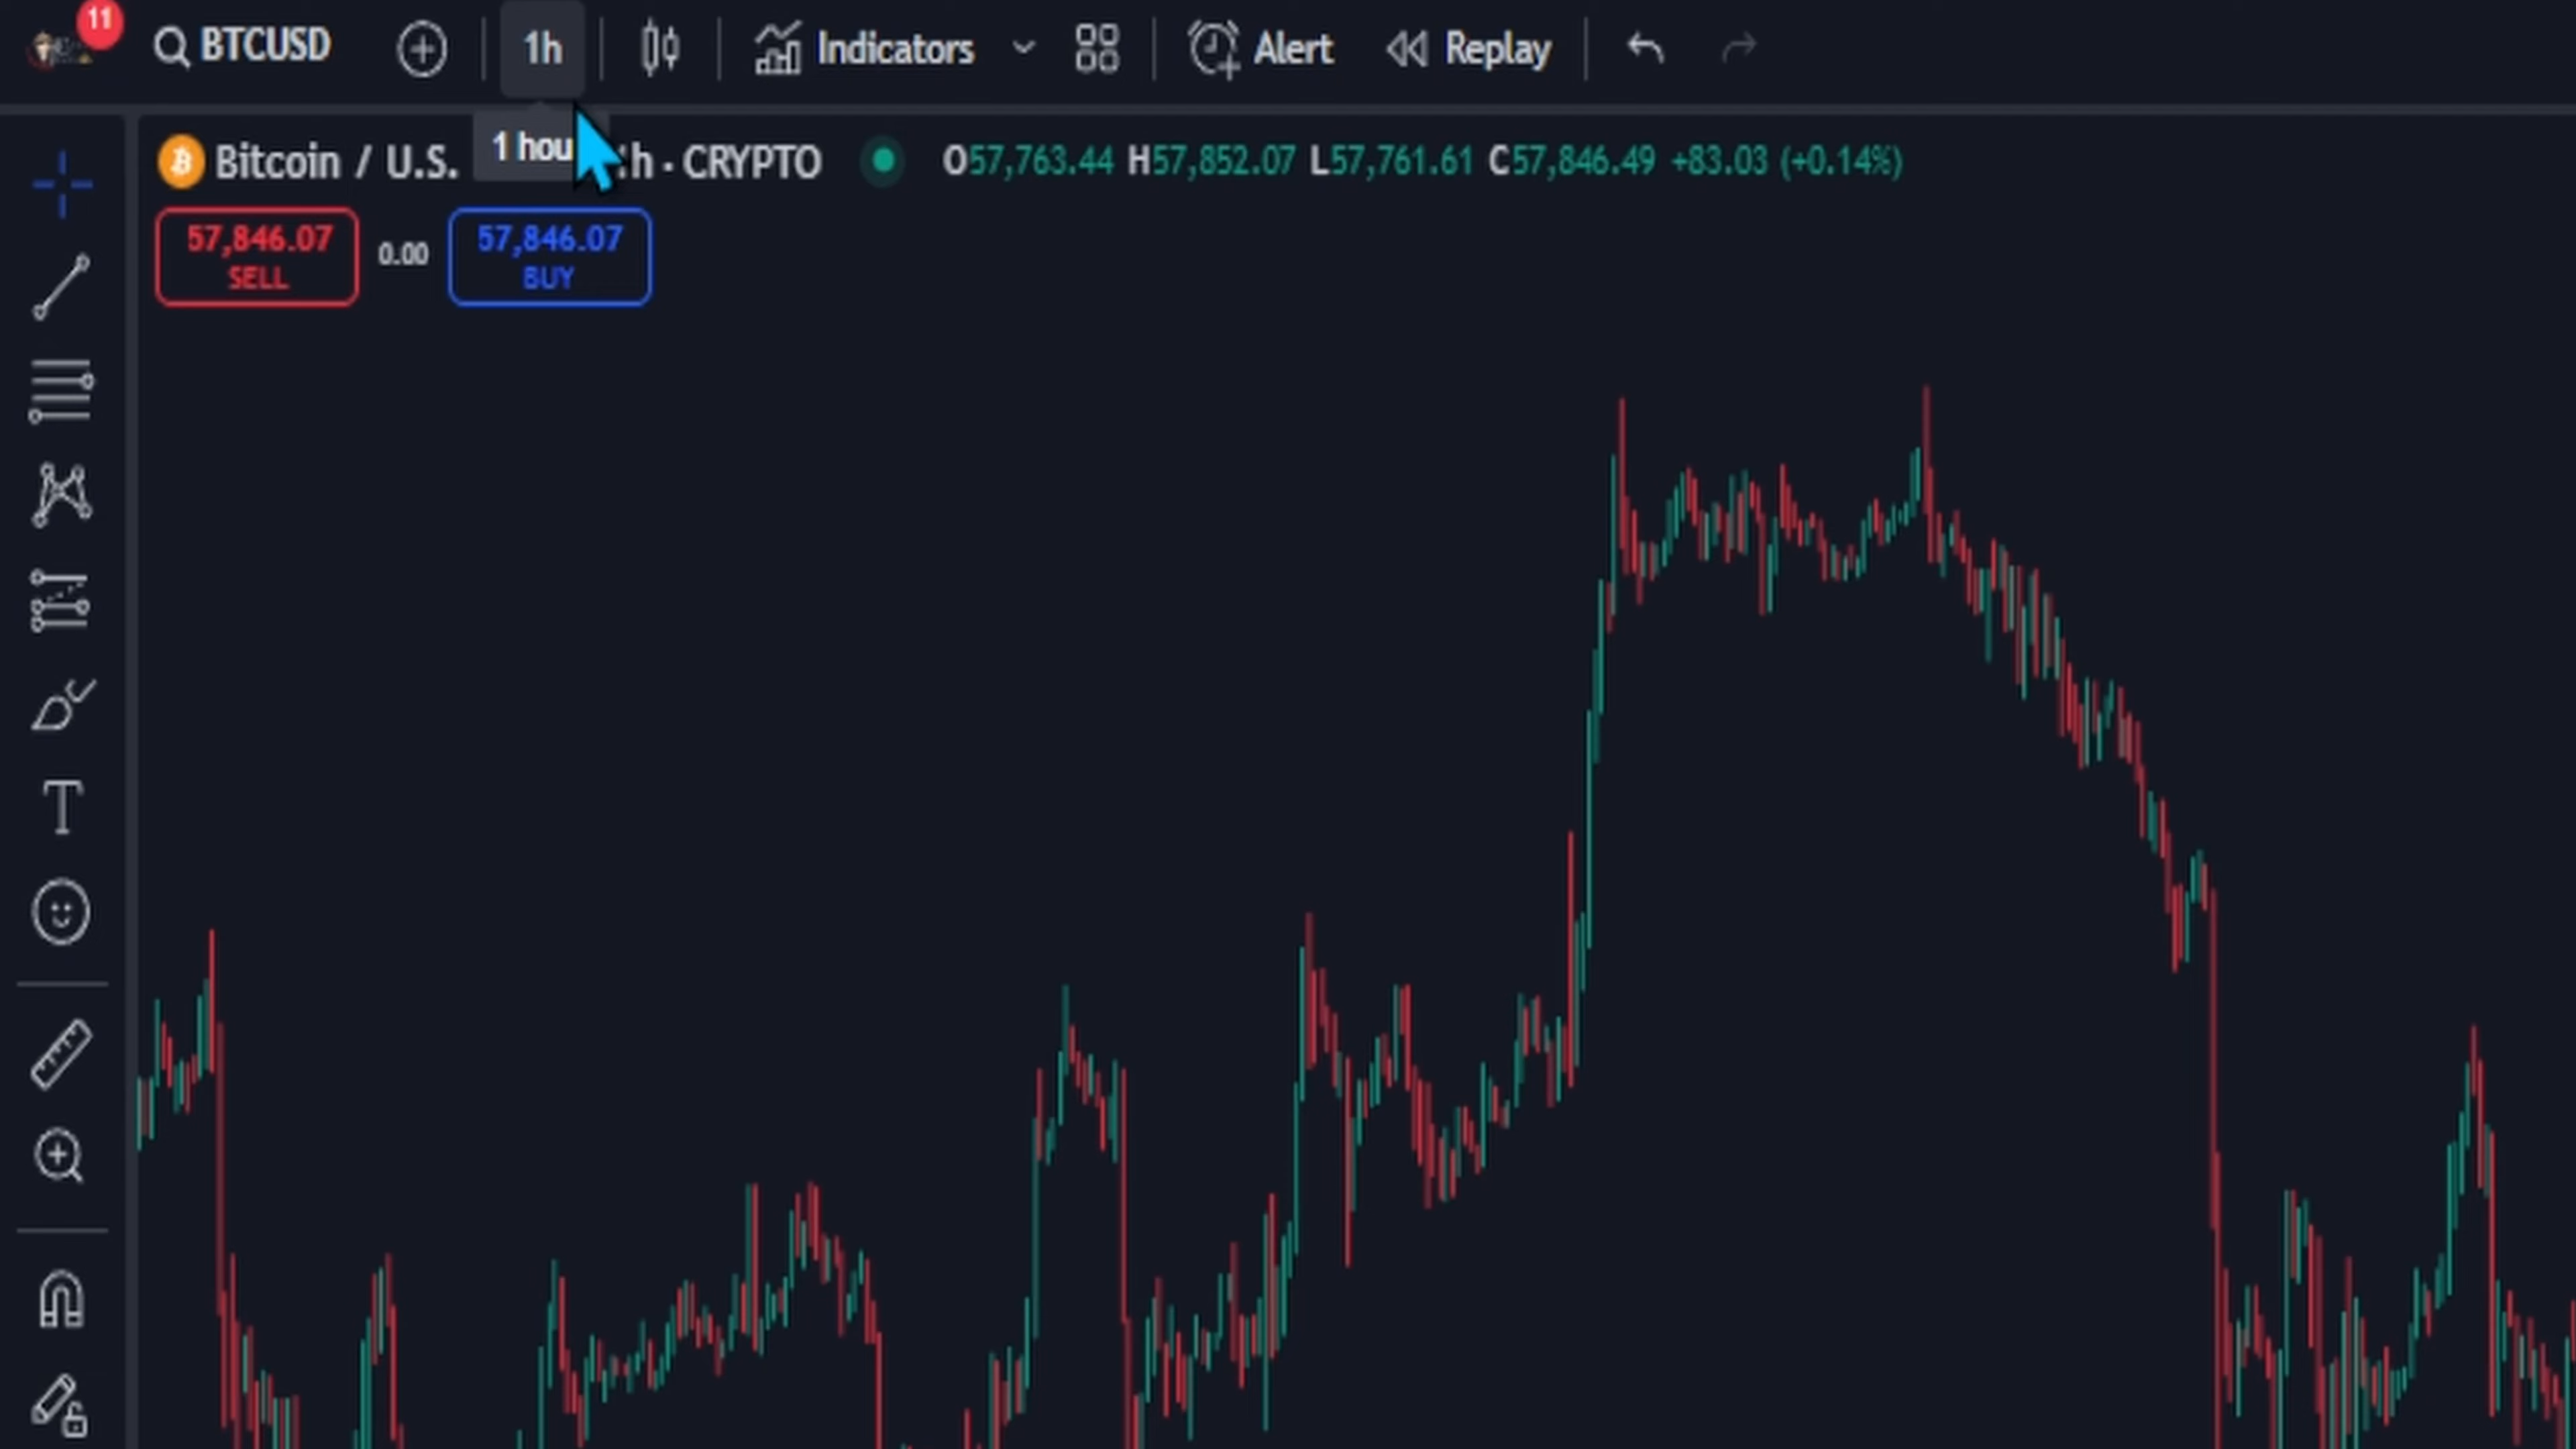 11
BTCUSD 1h Indicators Alert Replay
1 hou
Bitcoin / U.S. 1h · CRYPTO O57,763.44 H57,852.07 L57,761.61 C57,846.49 +83.03 (+0.14%)
57,846.07 0.00 57,846.07
SELL BUY